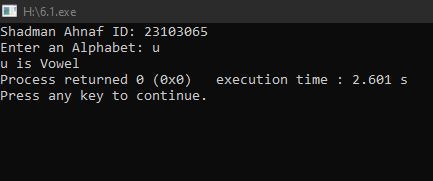 H:\6.1.exe
Shadman Ahnaf ID: 23103065
Enter an Alphabet: u
u is Vowel
Process returned 0 (0x0)   execution time : 2.601 s
Press any key to continue.